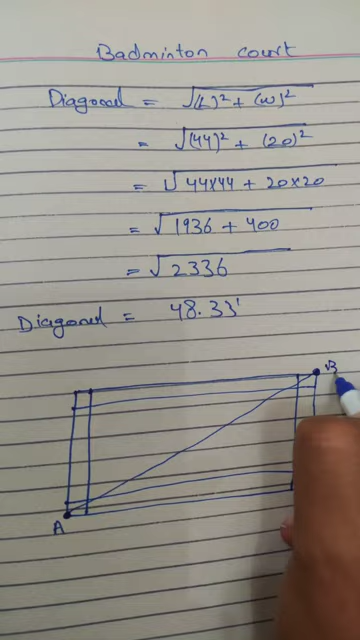 Badminton court
Diagonal = √(L)² + (w)²
= √(44)² + (20)²
= √44×44 + 20×20
= √1936 + 400
= √2336
Diagonal = 48.33'
B
A